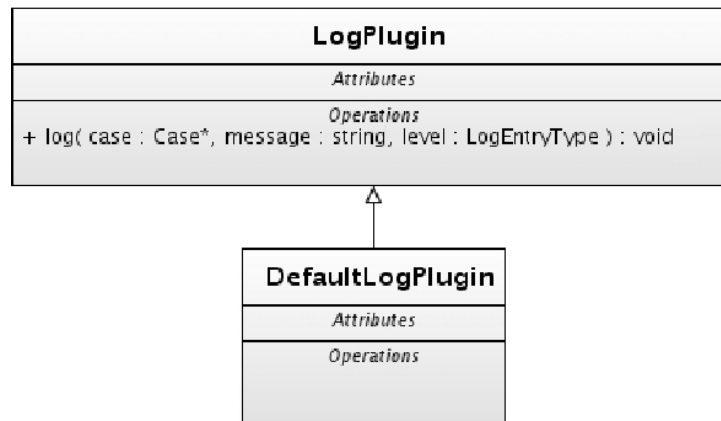 LogPlugin
Attributes
Operations
+ log( case : Case*, message : string, level : LogEntryType ) : void
DefaultLogPlugin
Attributes
Operations